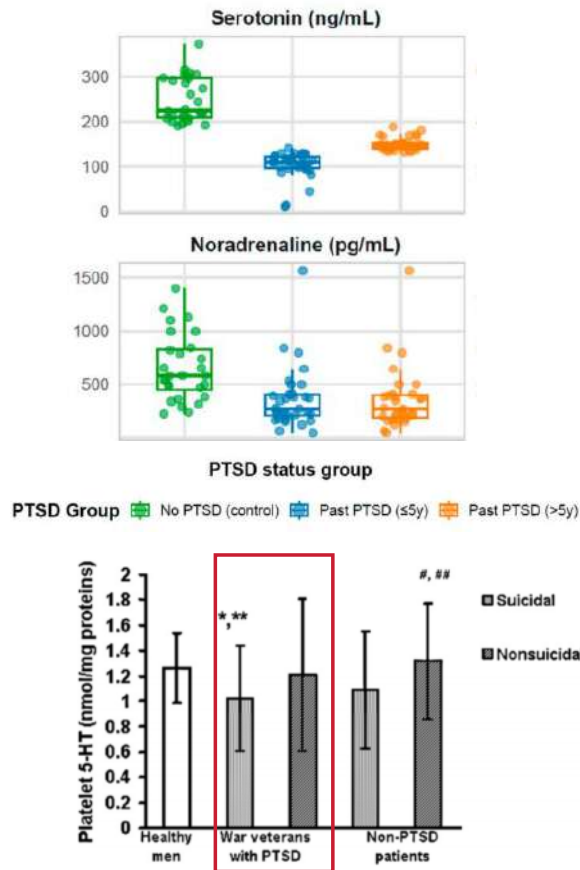 Serotonin (ng/mL)
300
200
100
0
Noradrenaline (pg/mL)
1500
1000
500
PTSD status group
PTSD Group No PTSD (control) Past PTSD (≤5y) Past PTSD (>5y)
Platelet 5-HT (nmol/mg proteins)
2
1.8
1.6
1.4
1.2
1
0.8
0.6
0.4
0.2
0
*,**
#, ##
Suicidal
Nonsuicida
Healthy men
War veterans with PTSD
Non-PTSD patients